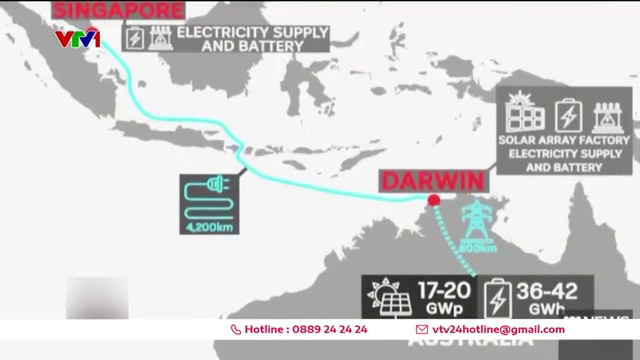 SINGAPORE
VTV1
ELECTRICITY SUPPLY
AND BATTERY
SOLAR ARRAY FACTORY
ELECTRICITY SUPPLY
AND BATTERY
DARWIN
4,200km
800km
17-20
GWp
36-42
GWh
NEWS
AUSTRALIA
Hotline : 0889 24 24 24
vtv24hotline@gmail.com